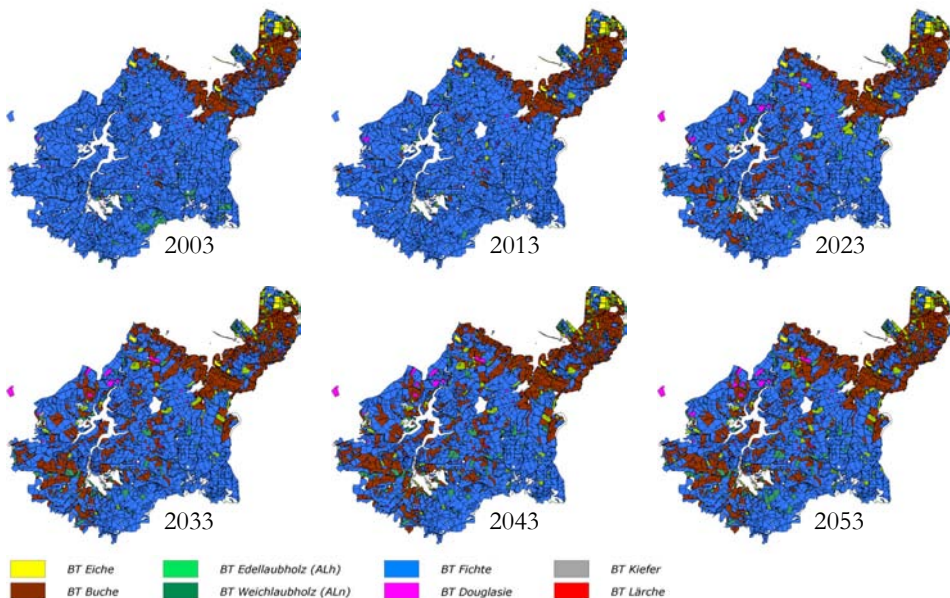 2003
2013
2023
2033
2043
2053
BT Eiche
BT Edellaubholz (ALh)
BT Fichte
BT Kiefer
BT Buche
BT Weichlaubholz (ALn)
BT Douglasie
BT Lärche